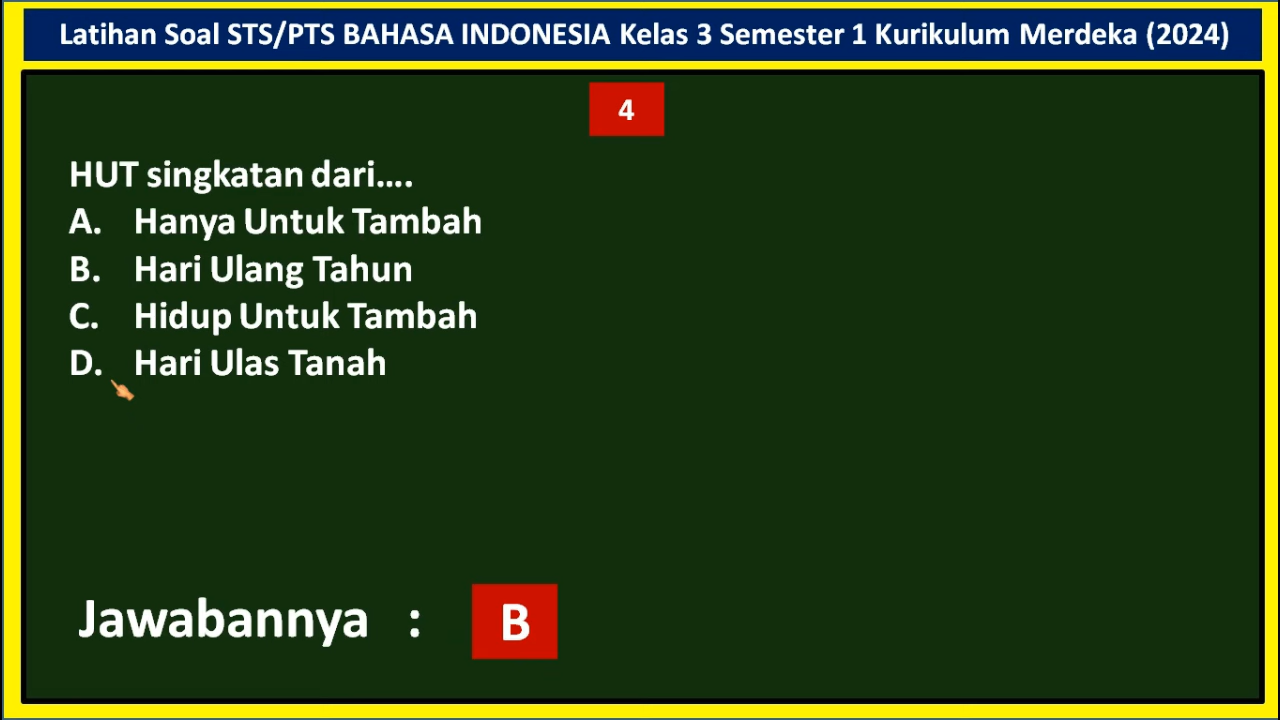 Latihan Soal STS/PTS BAHASA INDONESIA Kelas 3 Semester 1 Kurikulum Merdeka (2024)
4
HUT singkatan dari....
A. Hanya Untuk Tambah
B. Hari Ulang Tahun
C. Hidup Untuk Tambah
D. Hari Ulas Tanah
Jawabannya : B